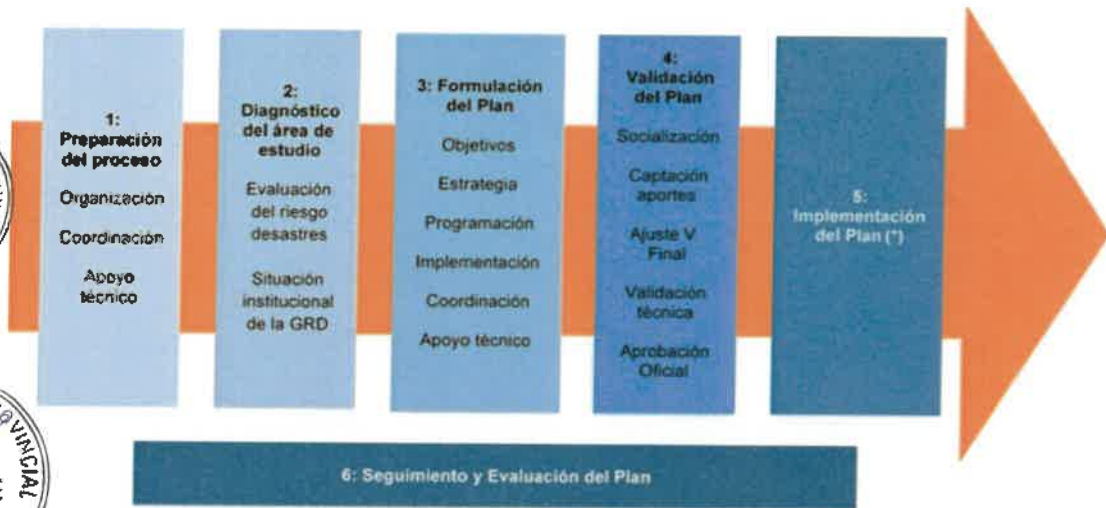 1:
Preparación
del proceso
Organización
Coordinación
Apoyo
técnico
2:
Diagnóstico
del área de
estudio
Evaluación
del riesgo
desastres
Situación
institucional
de la GRD
3: Formulación
del Plan
Objetivos
Estrategia
Programación
Implementación
Coordinación
Apoyo técnico
4:
Validación
del Plan
Socialización
Captación
aportes
Ajuste V
Final
Validación
técnica
Aprobación
Oficial
5:
Implementación
del Plan (*)
6: Seguimiento y Evaluación del Plan
VINCIAL